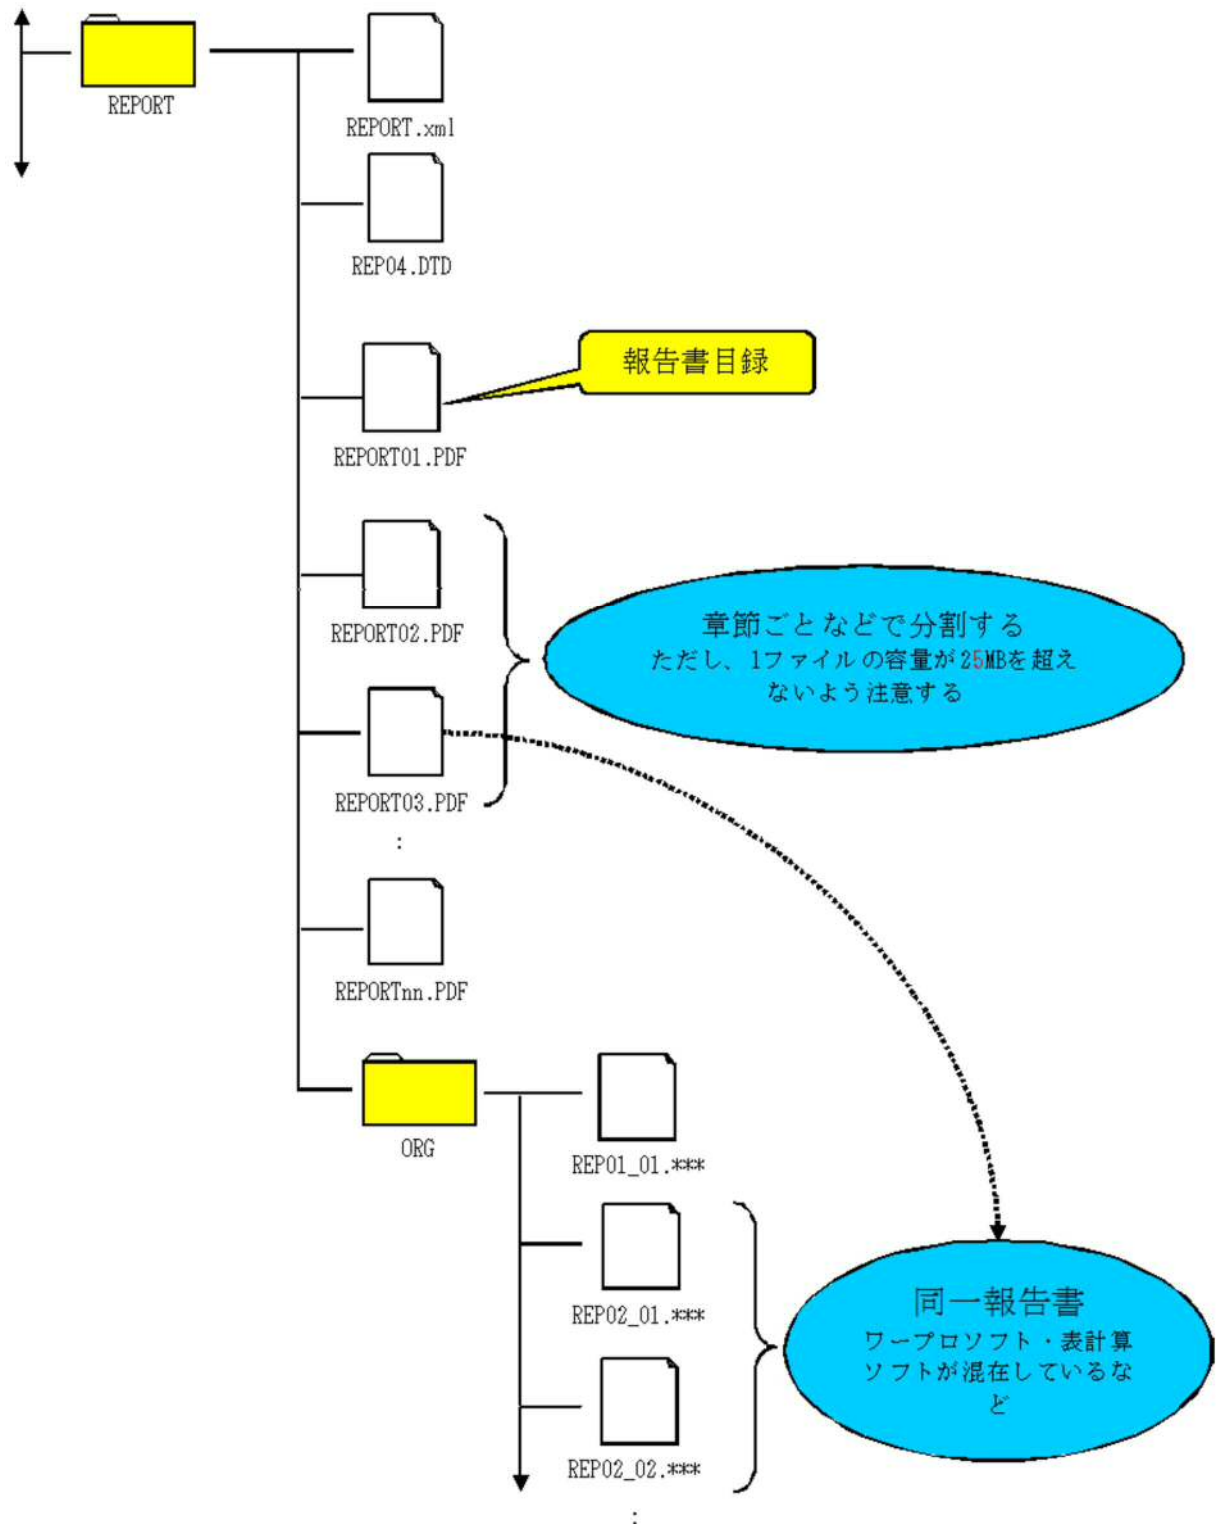 REPORT
REPORT.xml
REP04.DTD
報告書目録
REPORT01.PDF
REPORT02.PDF
章節ごとなどで分割する
ただし、1ファイルの容量が25MBを超え
ないよう注意する
REPORT03.PDF
:
REPORTnn.PDF
ORG
REP01_01.***
REP02_01.***
同一報告書
ワープロソフト・表計算
ソフトが混在しているな
ど
REP02_02.***
: